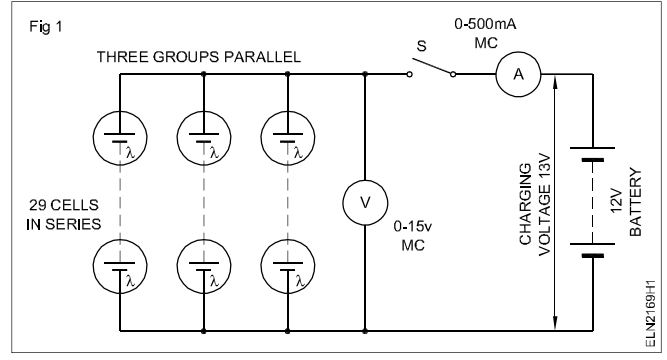 Fig 1
THREE GROUPS PARALLEL
S
0-500mA
MC
A
λ
λ
λ
29 CELLS
IN SERIES
V
0-15v
MC
CHARGING
VOLTAGE 13V
12V
BATTERY
λ
λ
λ
ELN2169H1